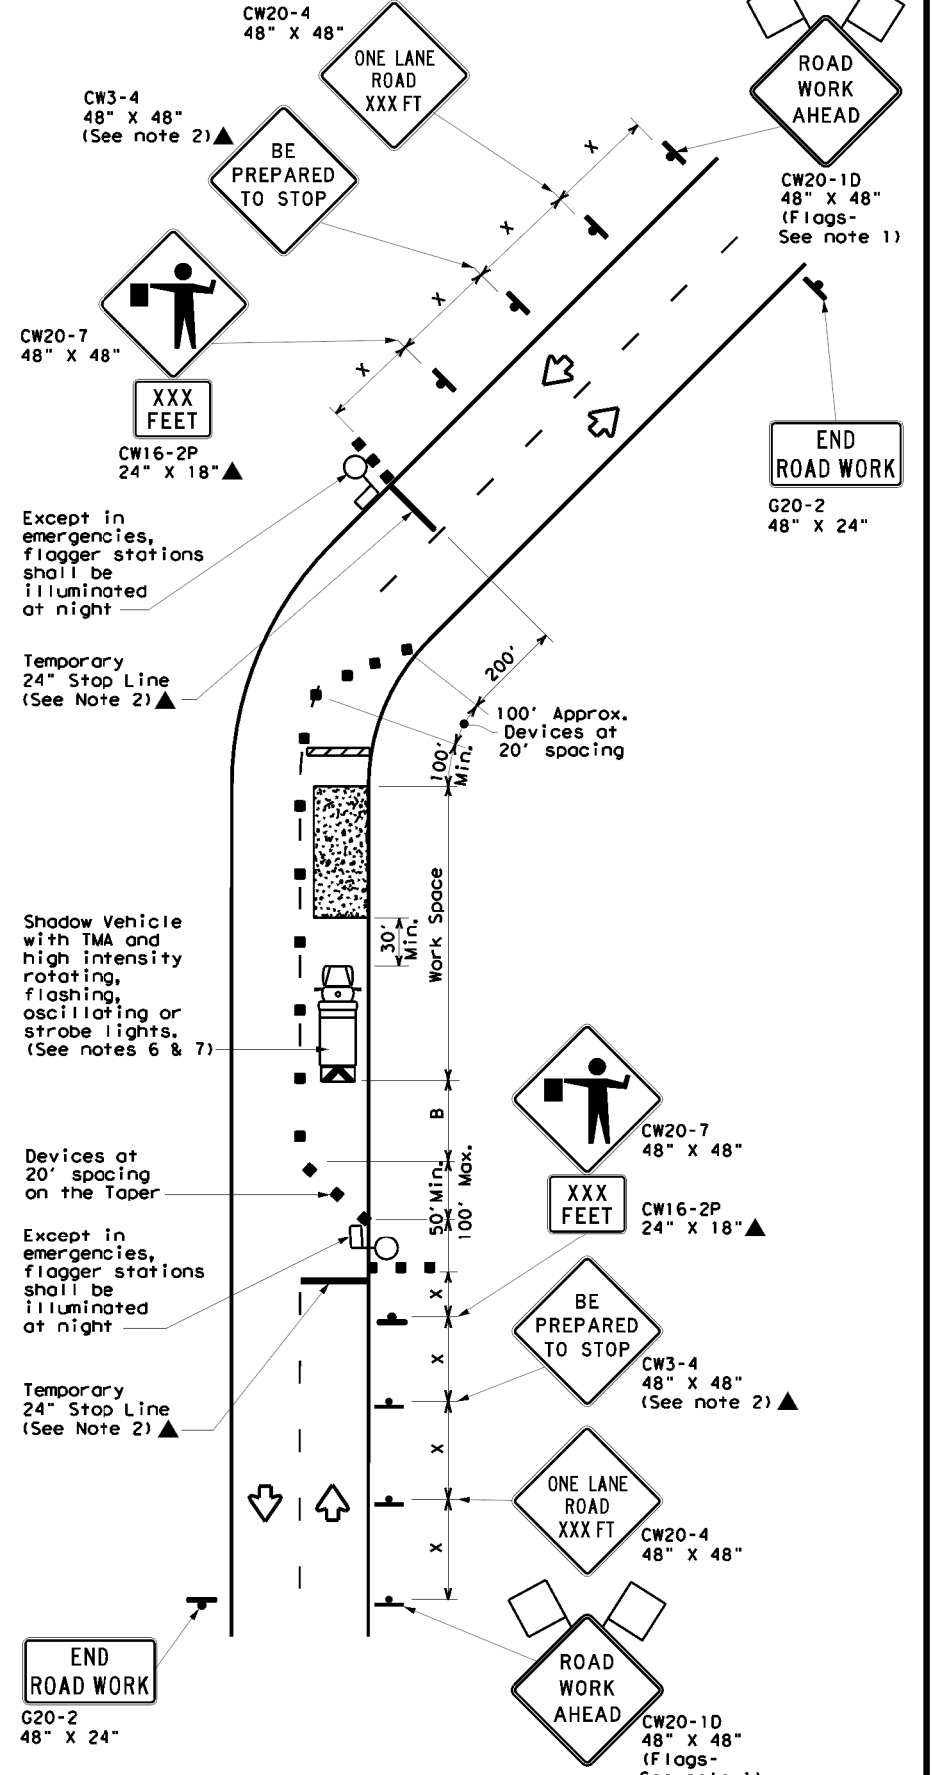 CW20-4
48" X 48"
ONE LANE
ROAD
XXX FT
ROAD
WORK
AHEAD
CW20-1D
48" X 48"
(Flags-
See note 1)
CW3-4
48" X 48"
(See note 2)
BE
PREPARED
TO STOP
X
X
X
X
CW20-7
48" X 48"
XXX
FEET
CW16-2P
24" X 18"
END
ROAD WORK
G20-2
48" X 24"
Except in
emergencies,
flagger stations
shall be
illuminated
at night
Temporary
24" Stop Line
(See Note 2)
200'
100' Approx.
Devices at
20' spacing
100'
Min.
Work Space
30'
Min.
Shadow Vehicle
with TMA and
high intensity
rotating,
flashing,
oscillating or
strobe lights.
(See notes 6 & 7)
B
CW20-7
48" X 48"
Devices at
20' spacing
on the Taper
50' Min.
100' Max.
XXX
FEET
CW16-2P
24" X 18"
Except in
emergencies,
flagger stations
shall be
illuminated
at night
X
BE
PREPARED
TO STOP
CW3-4
48" X 48"
(See note 2)
X
Temporary
24" Stop Line
(See Note 2)
X
ONE LANE
ROAD
XXX FT
CW20-4
48" X 48"
X
END
ROAD WORK
G20-2
48" X 24"
ROAD
WORK
AHEAD
CW20-1D
48" X 48"
(Flags-